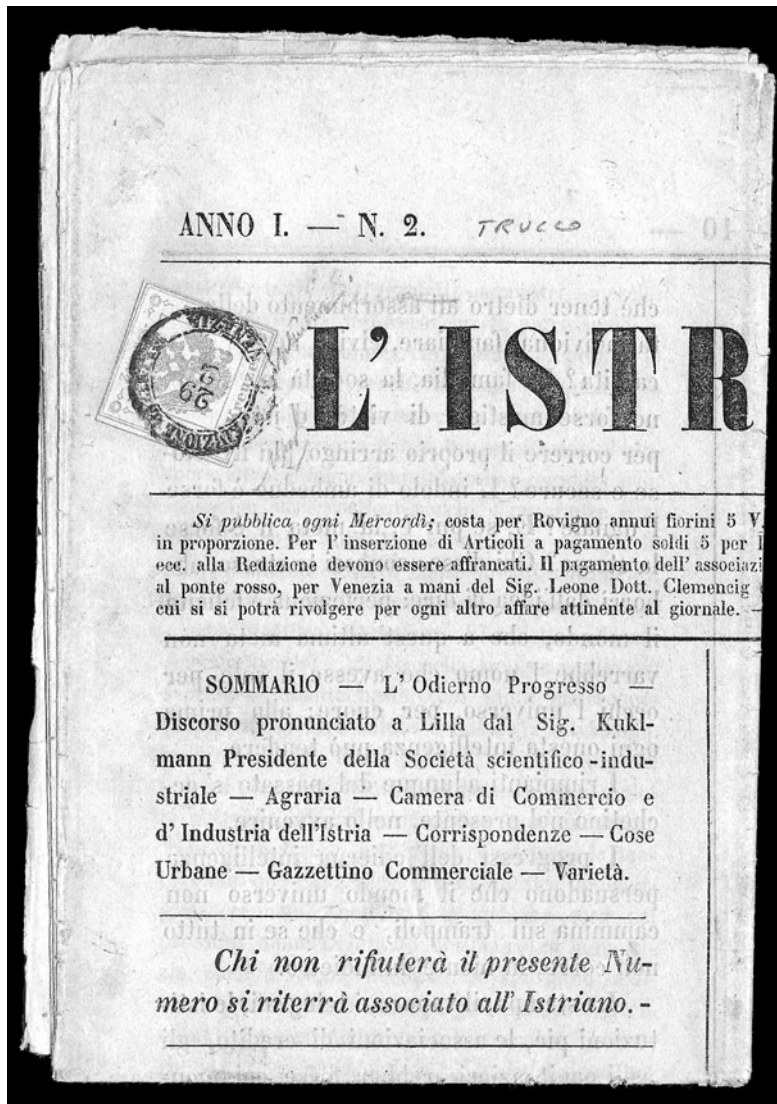 ANNO I. — N. 2. TRUCCO
L'ISTR
Si pubblica ogni Mercordì; costa per Rovigno annui fiorini 5 V.
in proporzione. Per l'inserzione di Articoli a pagamento soldi 5 per
ecc. alla Redazione devono essere affrancati. Il pagamento dell'associazi
al ponte rosso, per Venezia a mani del Sig. Leone Dott. Clemencig
cui si si potrà rivolgere per ogni altro affare attinente al giornale. —
SOMMARIO — L'Odierno Progresso —
Discorso pronunciato a Lilla dal Sig. Kukl-
mann Presidente della Società scientifico-indu-
striale — Agraria — Camera di Commercio e
d'Industria dell'Istria — Corrispondenze — Cose
Urbane — Gazzettino Commerciale — Varietà.
Chi non rifiuterà il presente Nu-
mero si riterrà associato all'Istriano. -